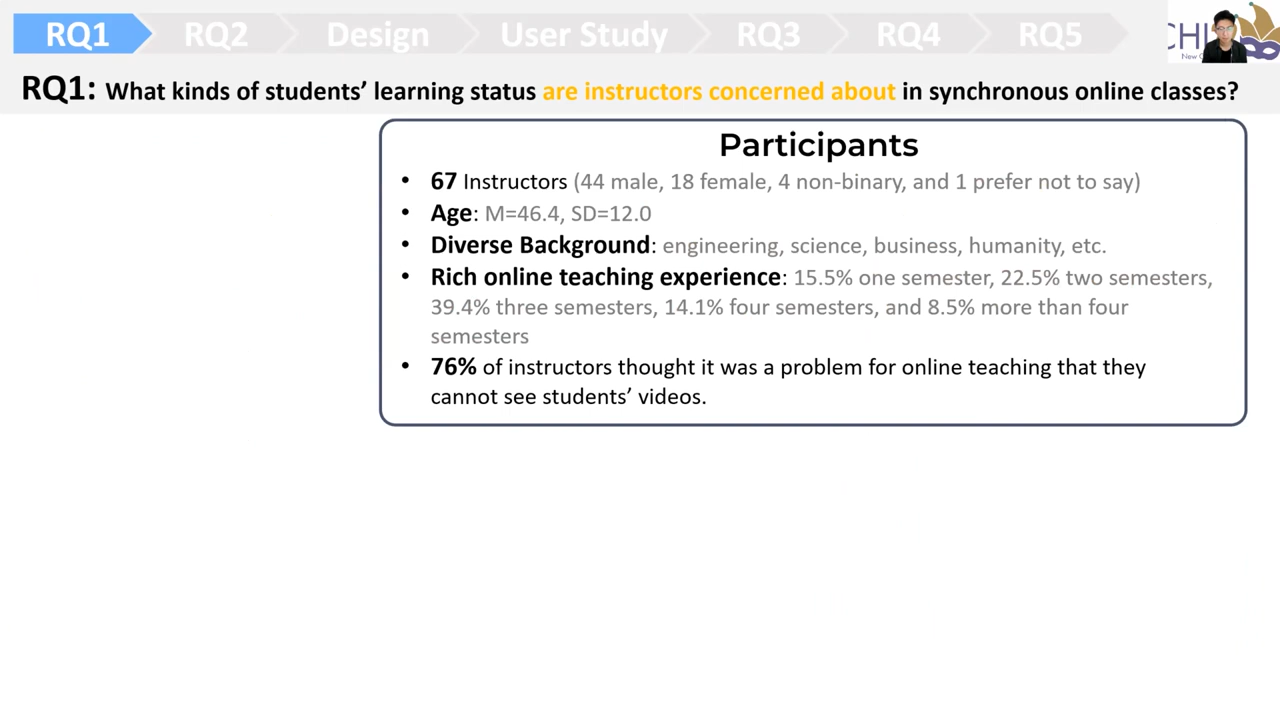 RQ1 RQ2 Design User Study RQ3 RQ4 RQ5
RQ1: What kinds of students’ learning status are instructors concerned about in synchronous online classes?
Participants
• 67 Instructors (44 male, 18 female, 4 non-binary, and 1 prefer not to say)
• Age: M=46.4, SD=12.0
• Diverse Background: engineering, science, business, humanity, etc.
• Rich online teaching experience: 15.5% one semester, 22.5% two semesters,
39.4% three semesters, 14.1% four semesters, and 8.5% more than four
semesters
• 76% of instructors thought it was a problem for online teaching that they
cannot see students’ videos.